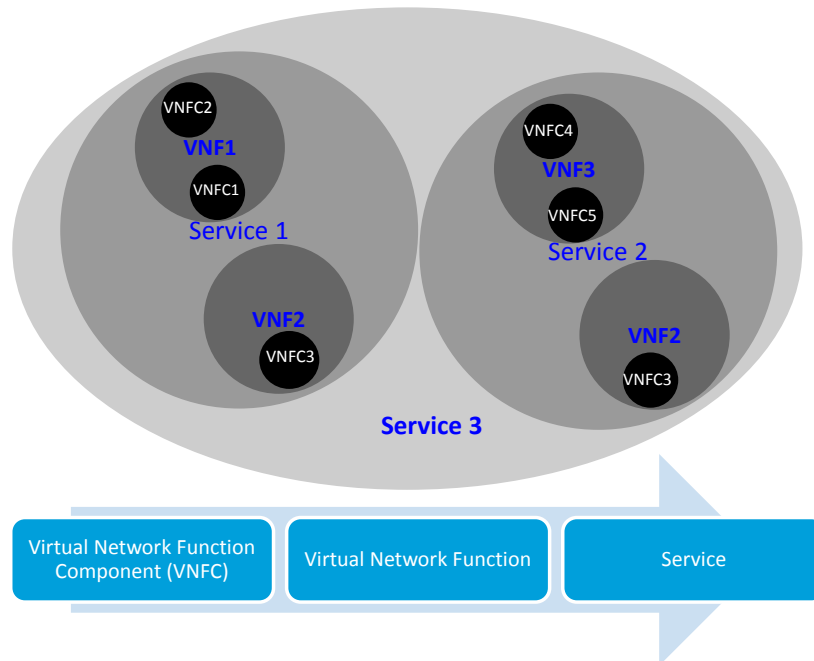 VNFC2
VNF1
VNFC1
Service 1
VNF2
VNFC3
VNFC4
VNF3
VNFC5
Service 2
VNF2
VNFC3
Service 3
Virtual Network Function
Component (VNFC)
Virtual Network Function
Service